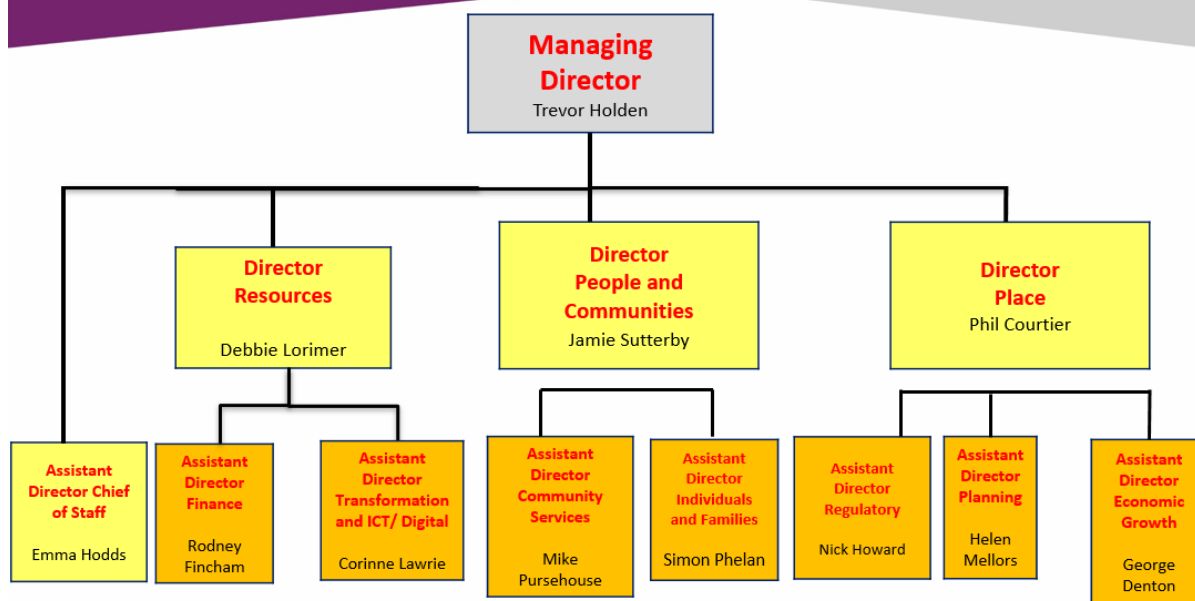 Managing
Director
Trevor Holden
Director
Resources
Debbie Lorimer
Director
People and
Communities
Jamie Sutterby
Director
Place
Phil Courtier
Assistant
Director Chief
of Staff
Emma Hodds
Assistant
Director
Finance
Rodney
Fincham
Assistant
Director
Transformation
and ICT/ Digital
Corinne Lawrie
Assistant
Director
Community
Services
Mike
Pursehouse
Assistant
Director
Individuals
and Families
Simon Phelan
Assistant
Director
Regulatory
Nick Howard
Assistant
Director
Planning
Helen
Mellors
Assistant
Director
Economic
Growth
George
Denton